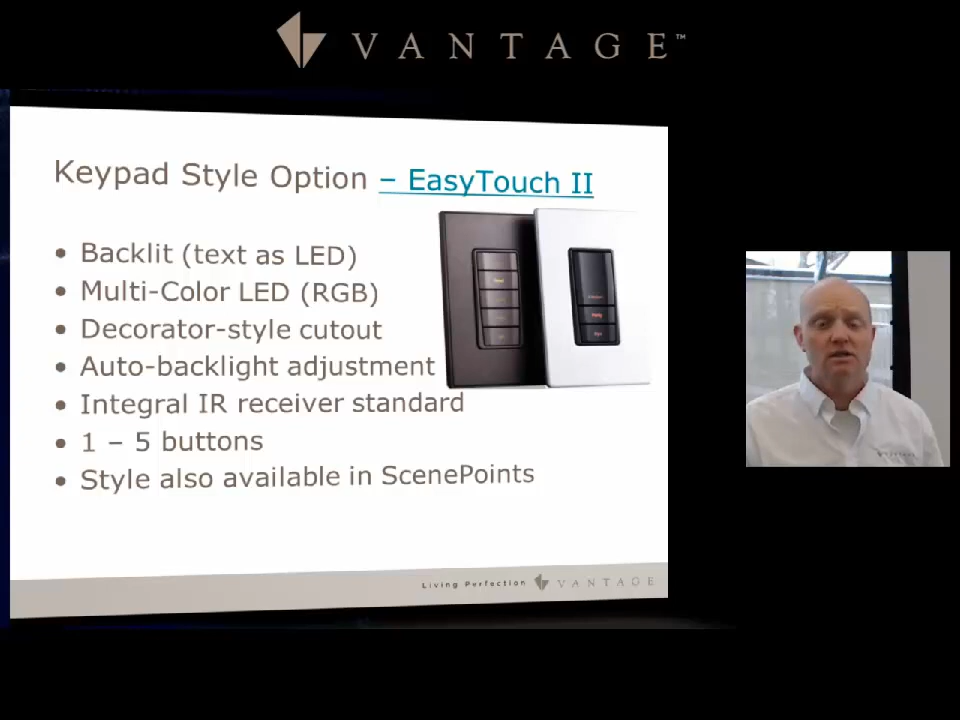 VANTAGE™
Keypad Style Option – EasyTouch II
• Backlit (text as LED)
• Multi-Color LED (RGB)
• Decorator-style cutout
• Auto-backlight adjustment
• Integral IR receiver standard
• 1 – 5 buttons
• Style also available in ScenePoints
Living Perfection VANTAGE